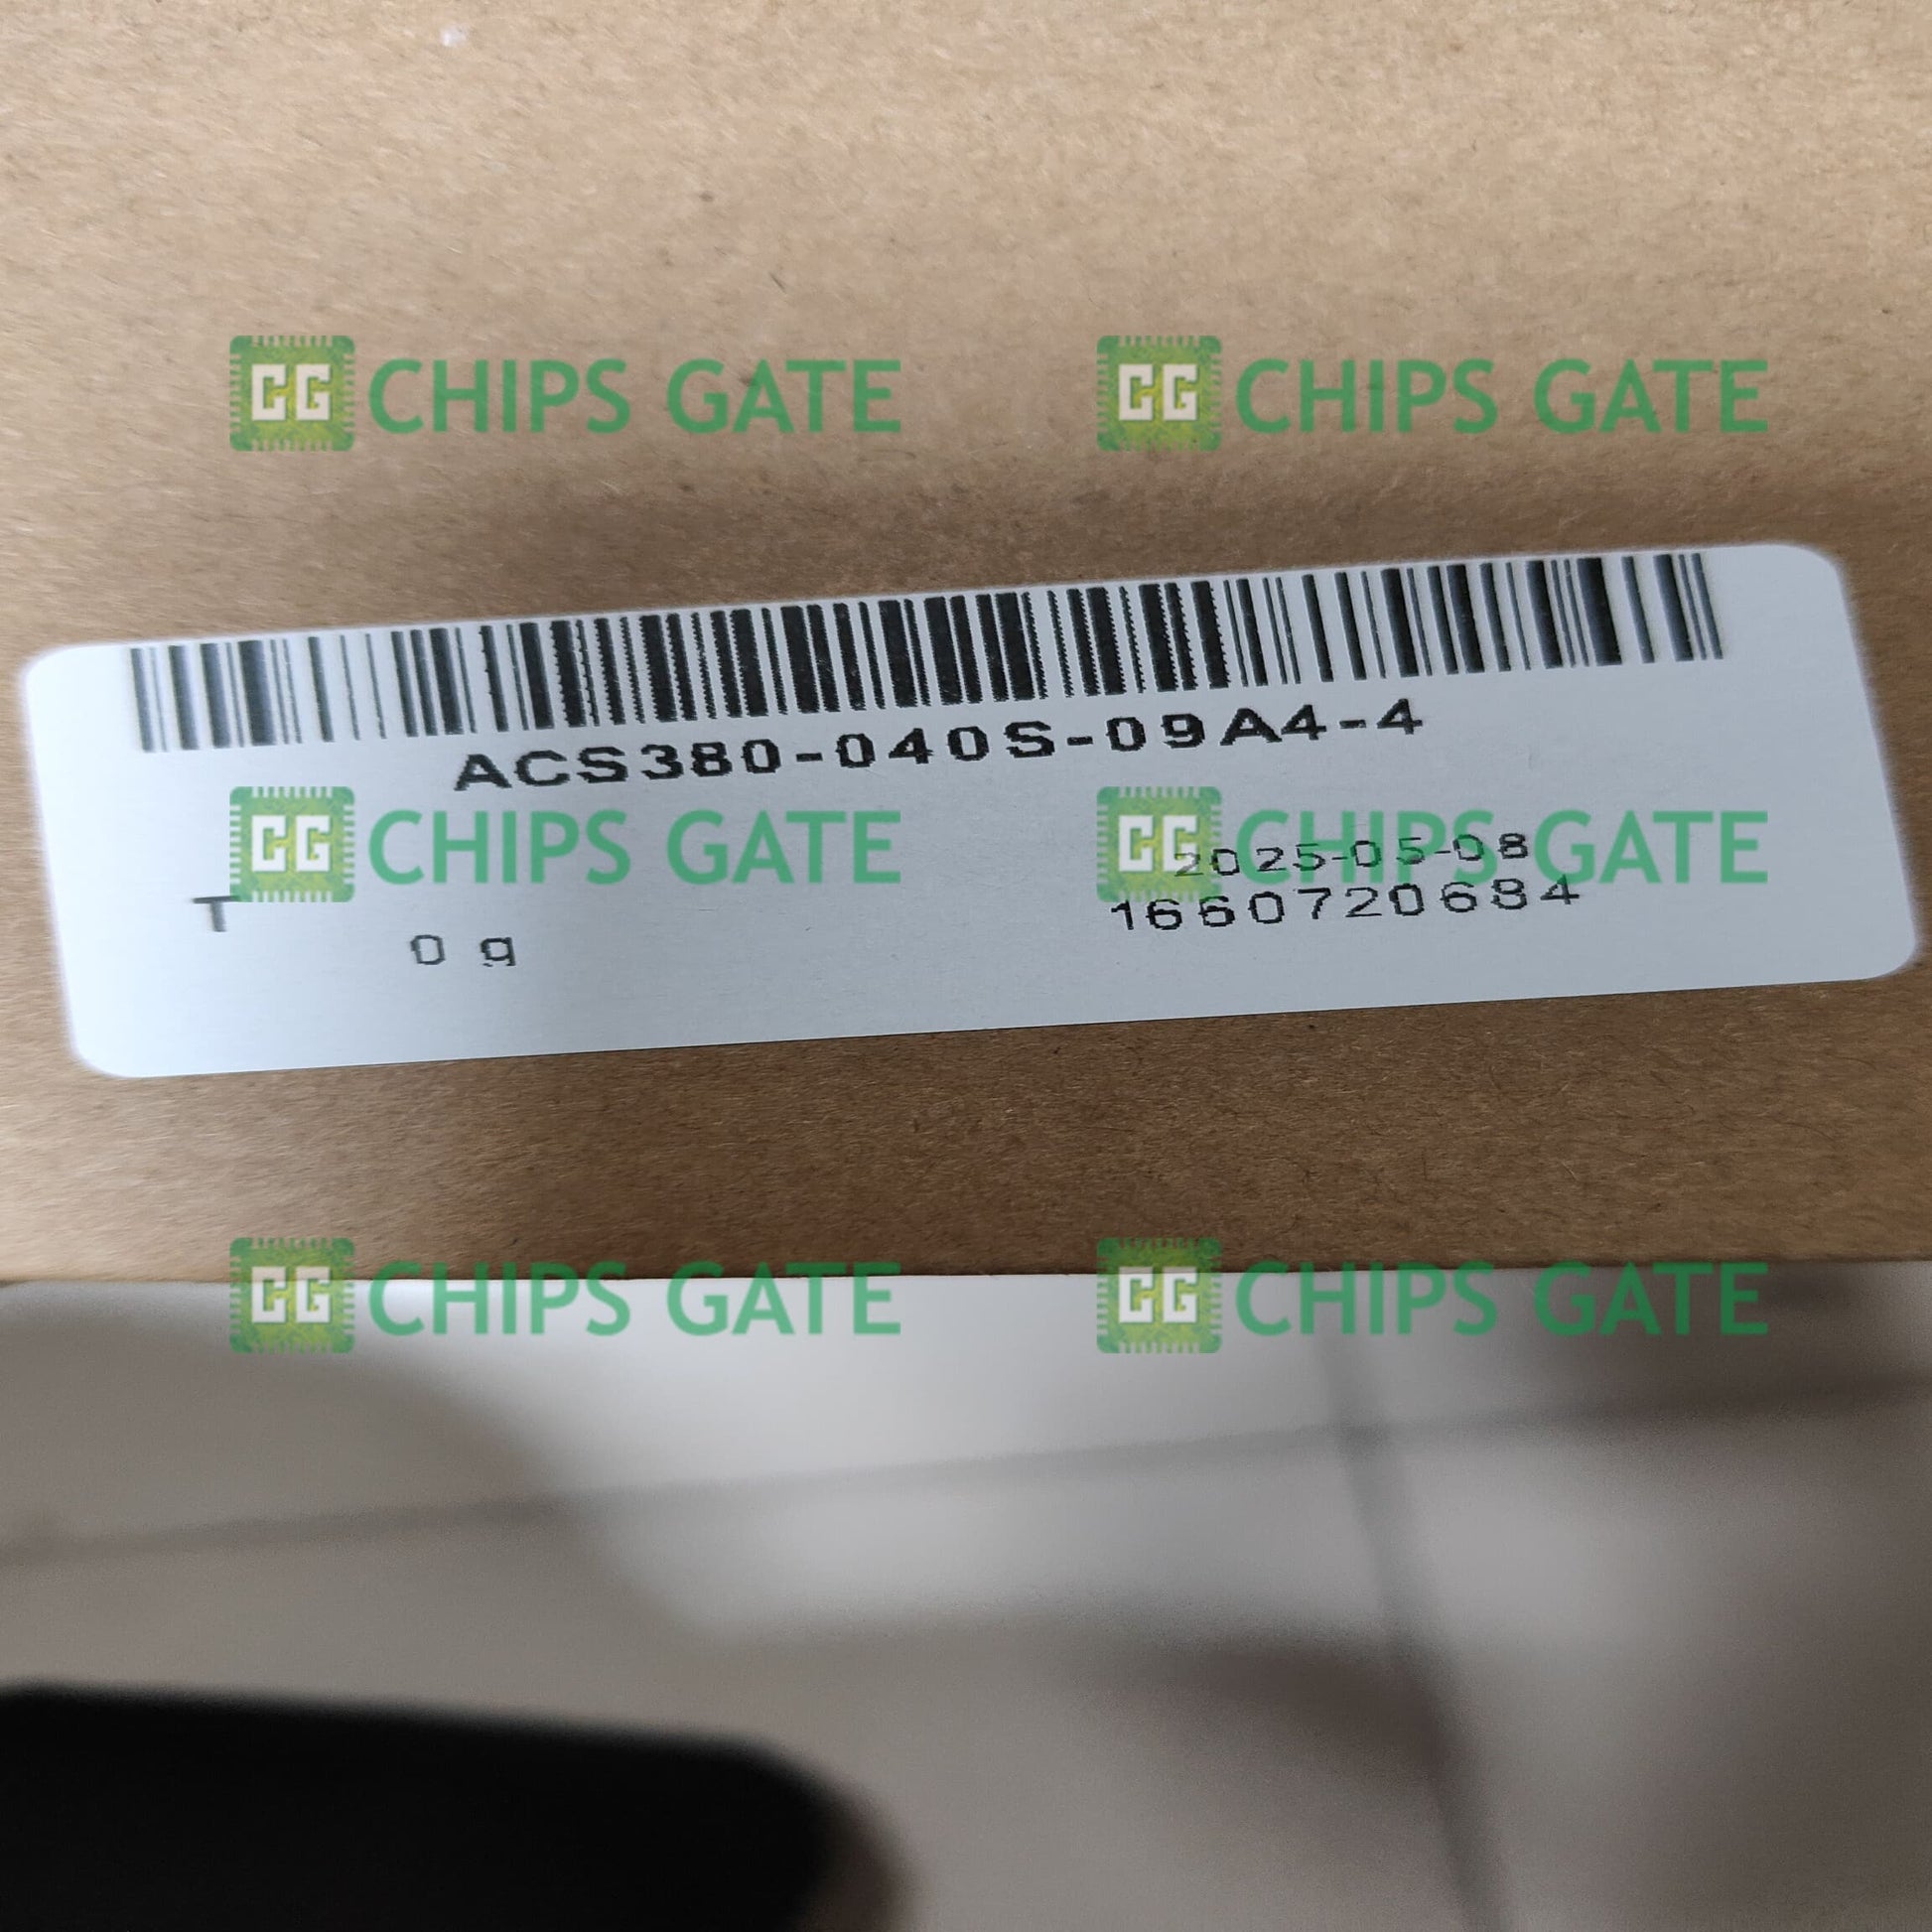 CG CHIPS GATE CG CHIPS GATE
ACS380-040S-09A4-4
CG CHIPS GATE CG CHIPS GATE
2025-05-08
T 1660720684
0 g
CG CHIPS GATE CG CHIPS GATE